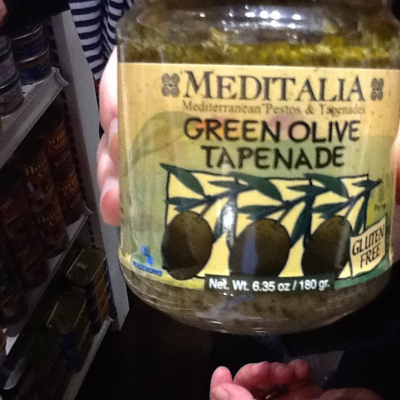 MEDITALIA
Mediterranean Pestos & Tapenades
GREEN OLIVE
TAPENADE
GLUTEN
FREE
Net. Wt. 6.35 oz / 180 gr.